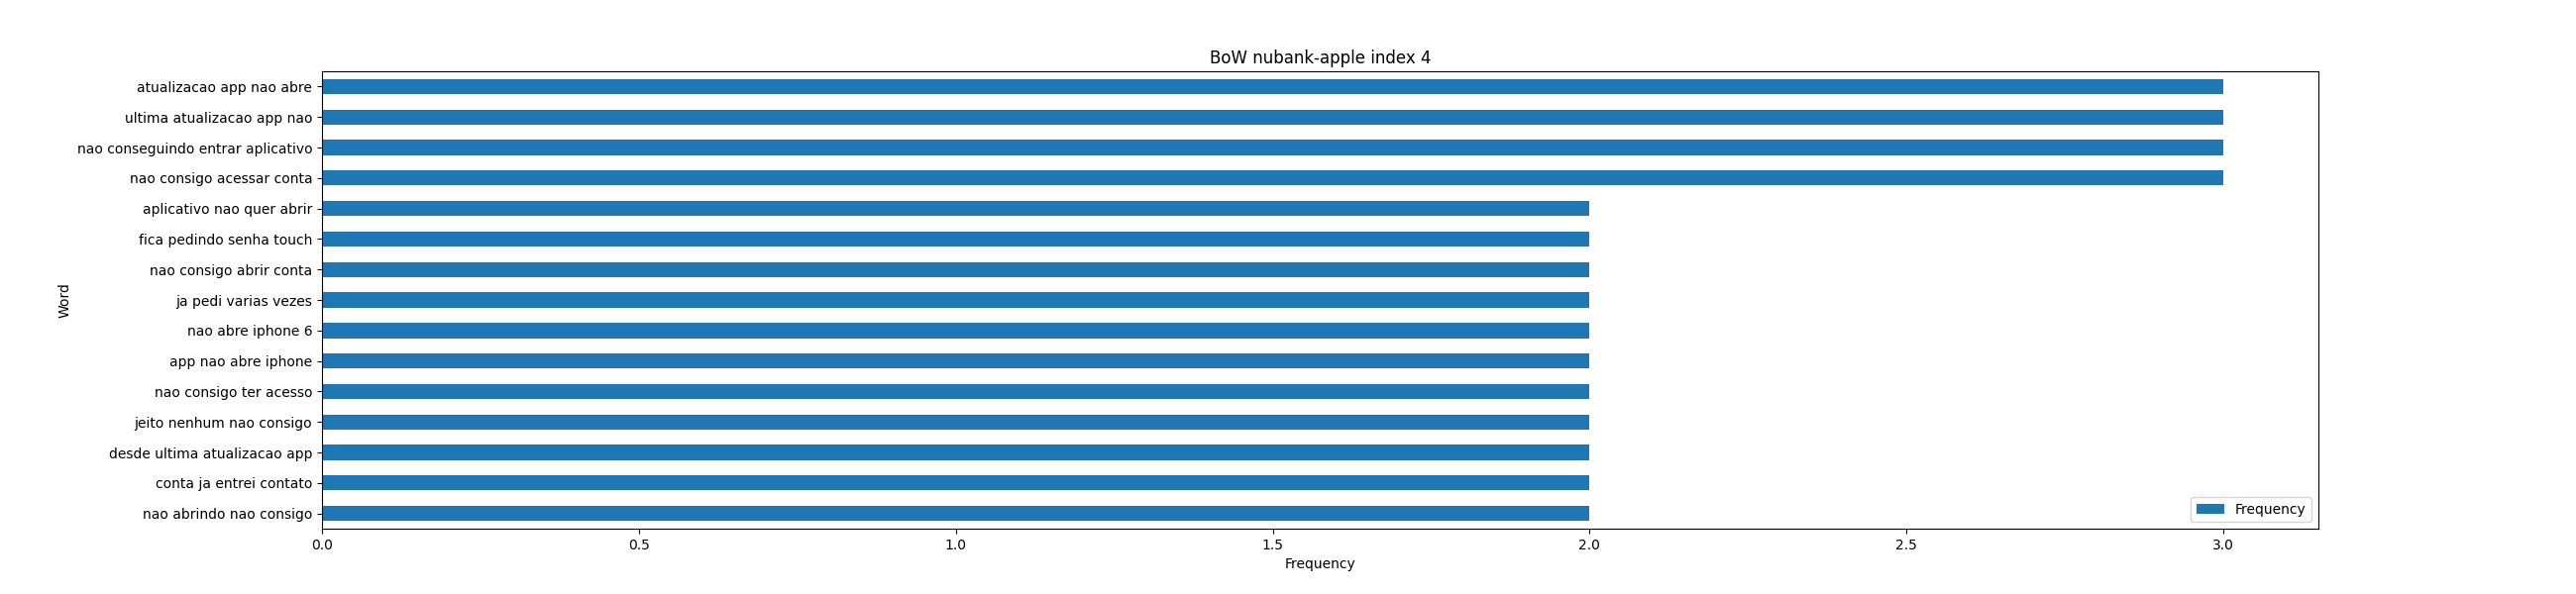 BoW nubank-apple index 4
atualizacao app nao abre
ultima atualizacao app nao
nao conseguindo entrar aplicativo
nao consigo acessar conta
aplicativo nao quer abrir
fica pedindo senha touch
nao consigo abrir conta
ja pedi varias vezes
nao abre iphone 6
app nao abre iphone
nao consigo ter acesso
jeito nenhum nao consigo
desde ultima atualizacao app
conta ja entrei contato
nao abrindo nao consigo
Word
Frequency
0.0 0.5 1.0 1.5 2.0 2.5 3.0
Frequency